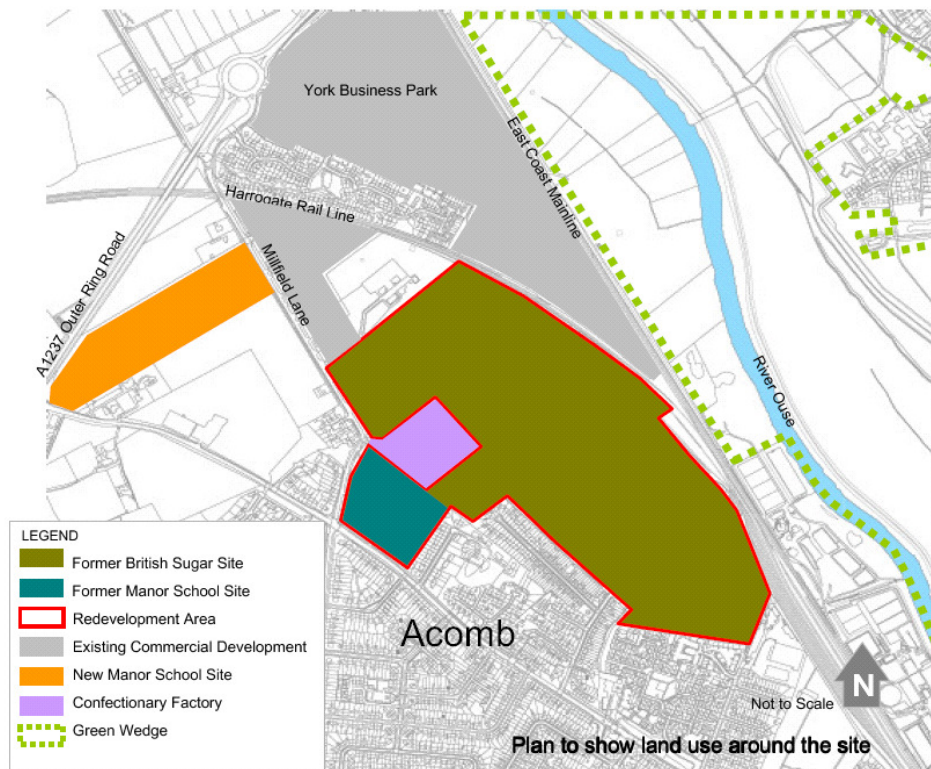 York Business Park
East Coast Mainline
Harrogate Rail Line
A1237 Outer Ring Road
Millfield Lane
River Ouse
LEGEND
Former British Sugar Site
Former Manor School Site
Redevelopment Area
Existing Commercial Development
New Manor School Site
Confectionary Factory
Green Wedge
Acomb
N
Not to Scale
Plan to show land use around the site